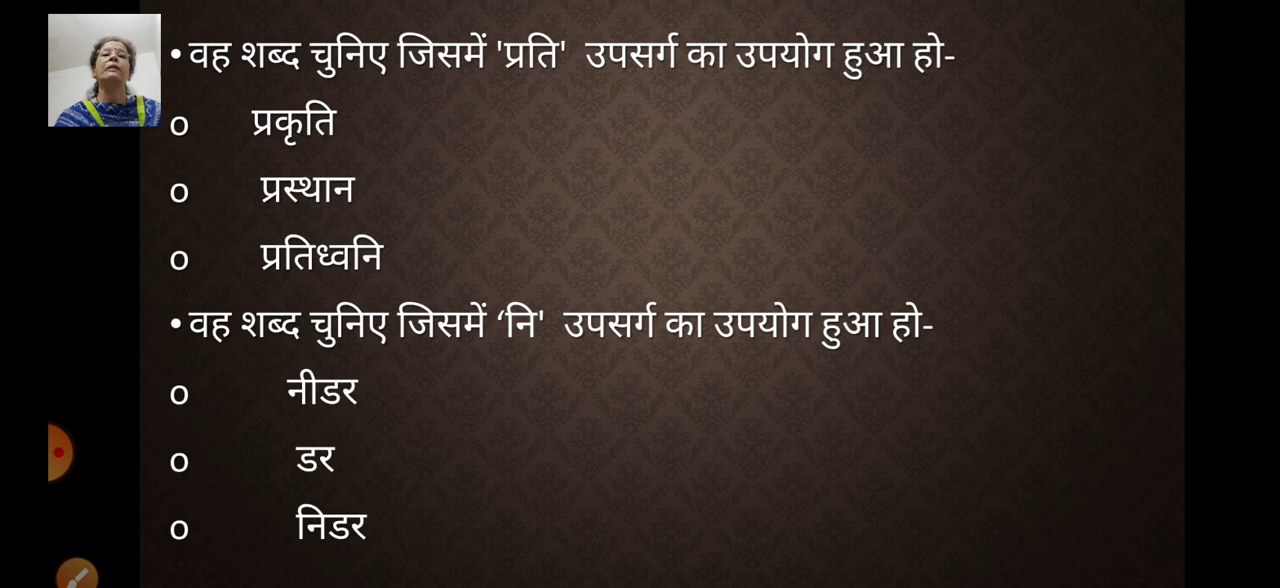 • वह शब्द चुनिए जिसमें 'प्रति' उपसर्ग का उपयोग हुआ हो-
o प्रकृति
o प्रस्थान
o प्रतिध्वनि
• वह शब्द चुनिए जिसमें ‘नि' उपसर्ग का उपयोग हुआ हो-
o नीडर
o डर
o निडर